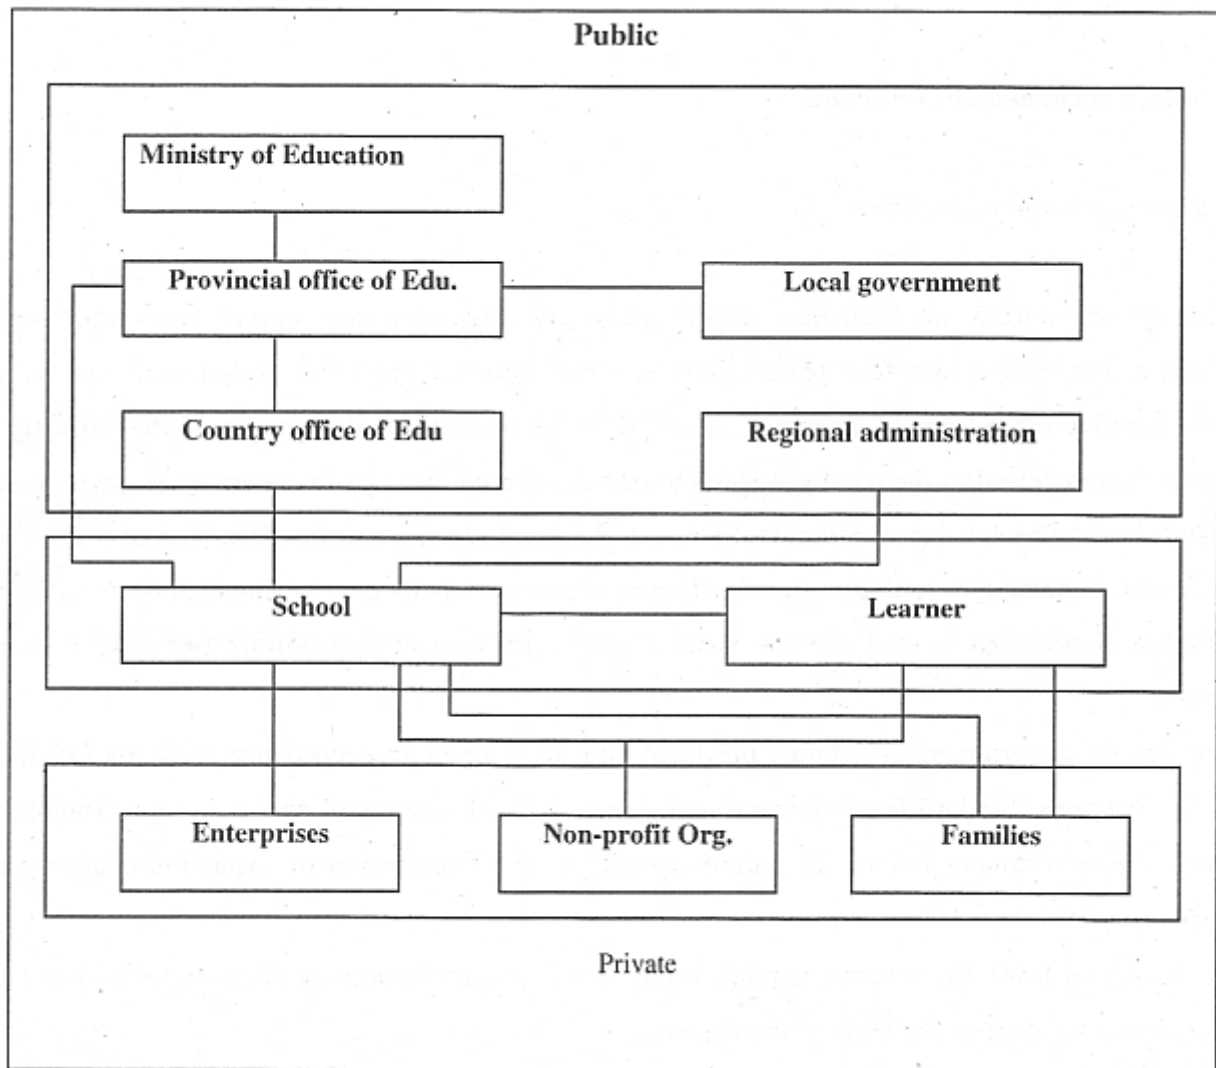 Public
Ministry of Education
Provincial office of Edu.
Local government
Country office of Edu
Regional administration
School
Learner
Enterprises
Non-profit Org.
Families
Private